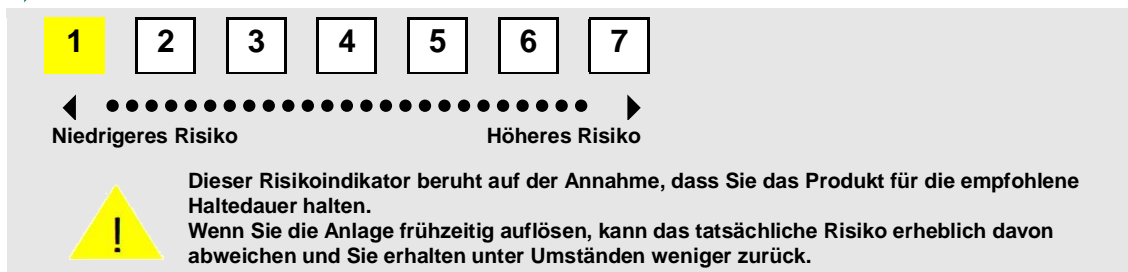 1 2 3 4 5 6 7
Niedrigeres Risiko Höheres Risiko
Dieser Risikoindikator beruht auf der Annahme, dass Sie das Produkt für die empfohlene
Haltedauer halten.
!
Wenn Sie die Anlage frühzeitig auflösen, kann das tatsächliche Risiko erheblich davon
abweichen und Sie erhalten unter Umständen weniger zurück.